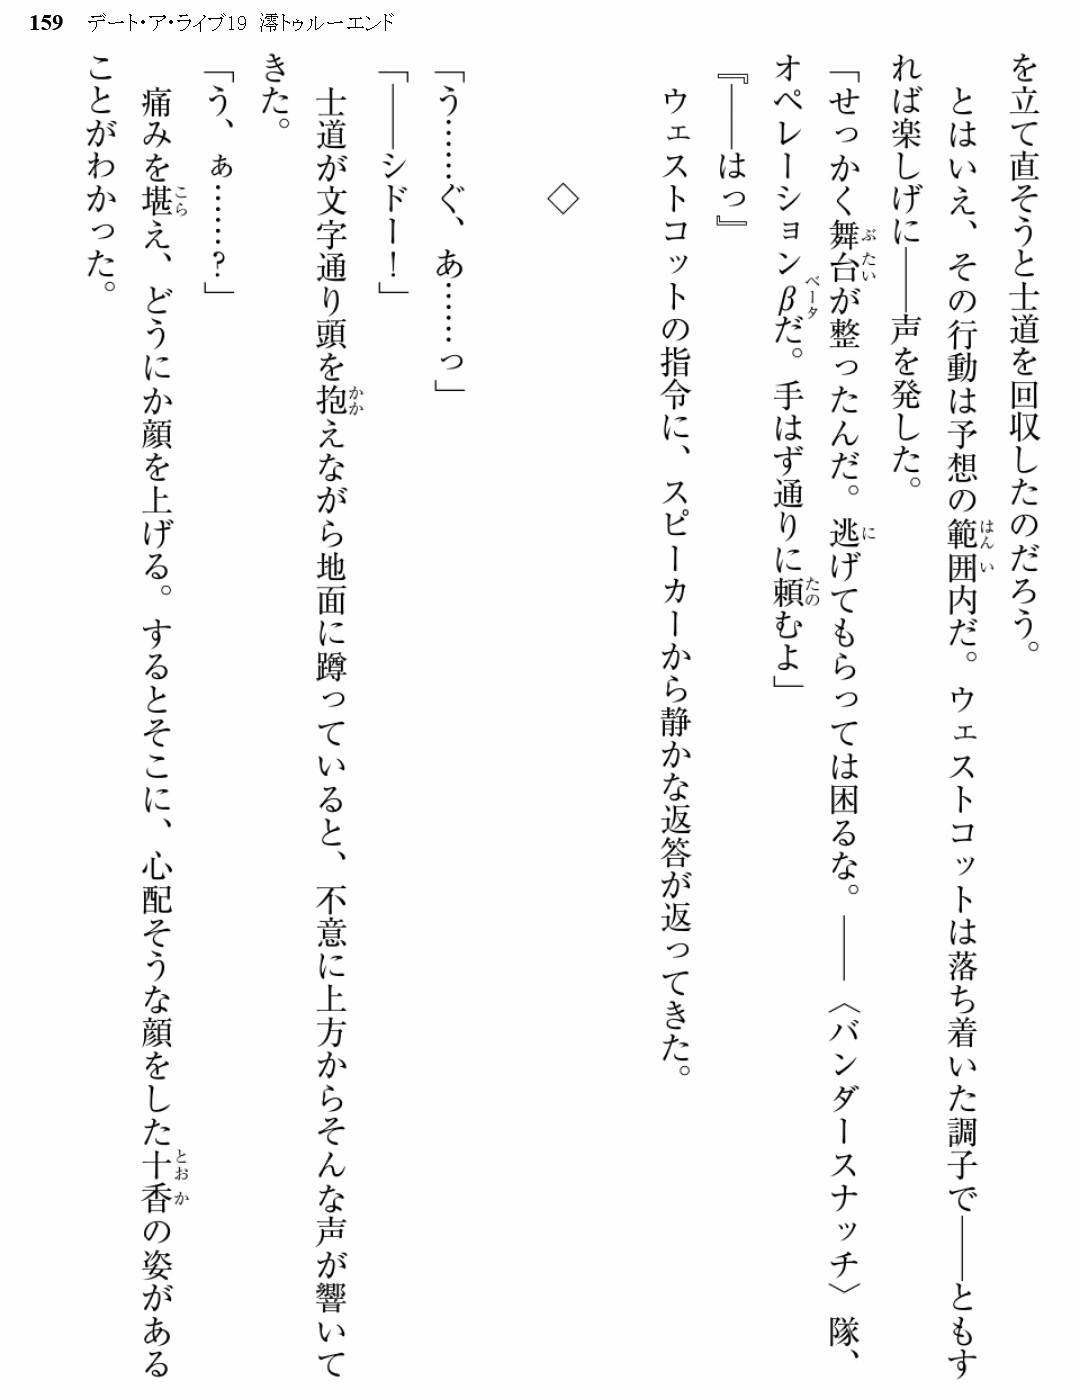 159 デート・ア・ライブ19 澪トゥルーエンド
を立て直そうと士道を回収したのだろう。
とはいえ、その行動は予想の範囲内だ。ウェストコットは落ち着いた調子で――ともす
れば楽しげに――声を発した。
「せっかく舞台が整ったんだ。逃げてもらっては困るな。――〈バンダースナッチ〉隊、
オペレーションβだ。手はず通りに頼むよ」
『――はっ』
ウェストコットの指令に、スピーカーから静かな返答が返ってきた。
◇
「う……ぐ、あ……っ」
「――シドー！」
士道が文字通り頭を抱えながら地面に蹲っていると、不意に上方からそんな声が響いて
きた。
「う、ぁ……？」
痛みを堪え、どうにか顔を上げる。するとそこに、心配そうな顔をした十香の姿がある
ことがわかった。